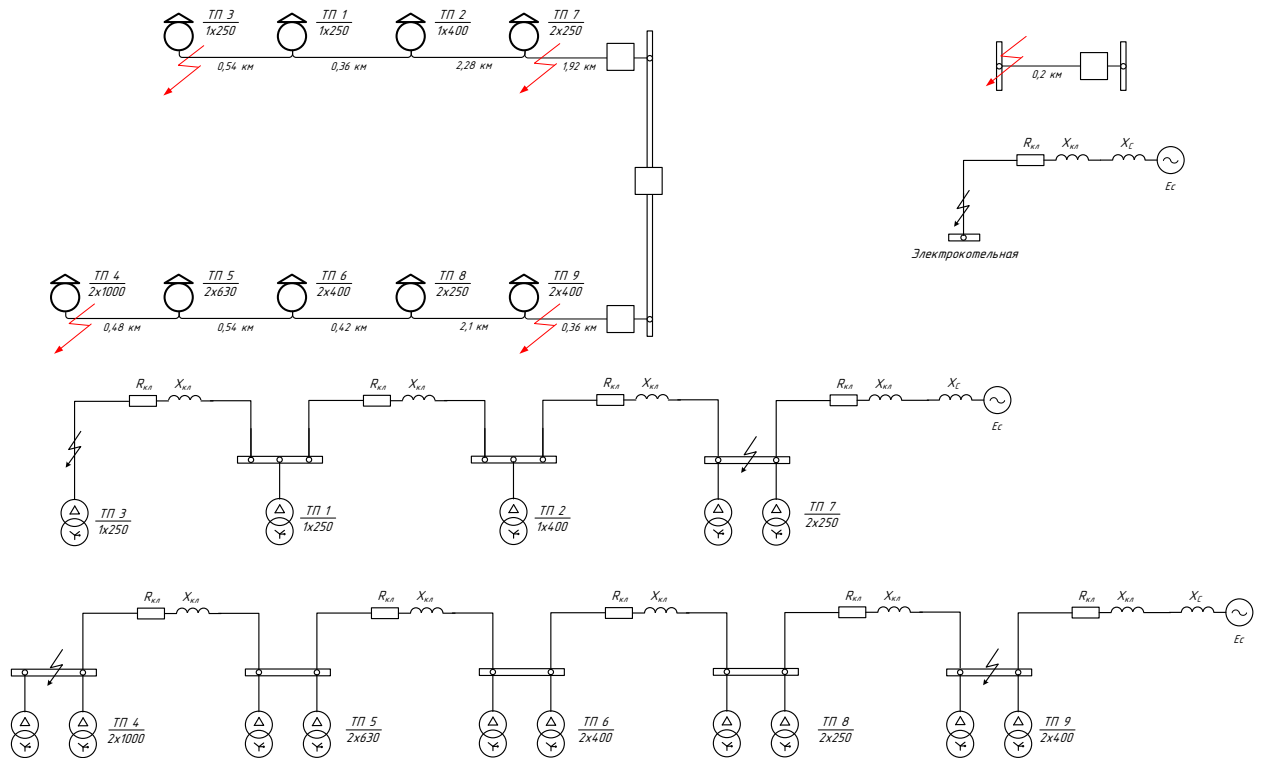 ТП 3
1х250
ТП 1
1х250
ТП 2
1х400
ТП 7
2х250
0,54 км
0,36 км
2,28 км
1,92 км
0,2 км
Rкл
Xкл
XС
Ес
Электрокотельная
ТП 4
2х1000
ТП 5
2х630
ТП 6
2х400
ТП 8
2х250
ТП 9
2х400
0,48 км
0,54 км
0,42 км
2,1 км
0,36 км
Rкл
Xкл
Rкл
Xкл
Rкл
Xкл
Rкл
Xкл
XС
Ес
ТП 3
1х250
ТП 1
1х250
ТП 2
1х400
ТП 7
2х250
Rкл
Xкл
Rкл
Xкл
Rкл
Xкл
Rкл
Xкл
Rкл
Xкл
XС
Ес
ТП 4
2х1000
ТП 5
2х630
ТП 6
2х400
ТП 8
2х250
ТП 9
2х400